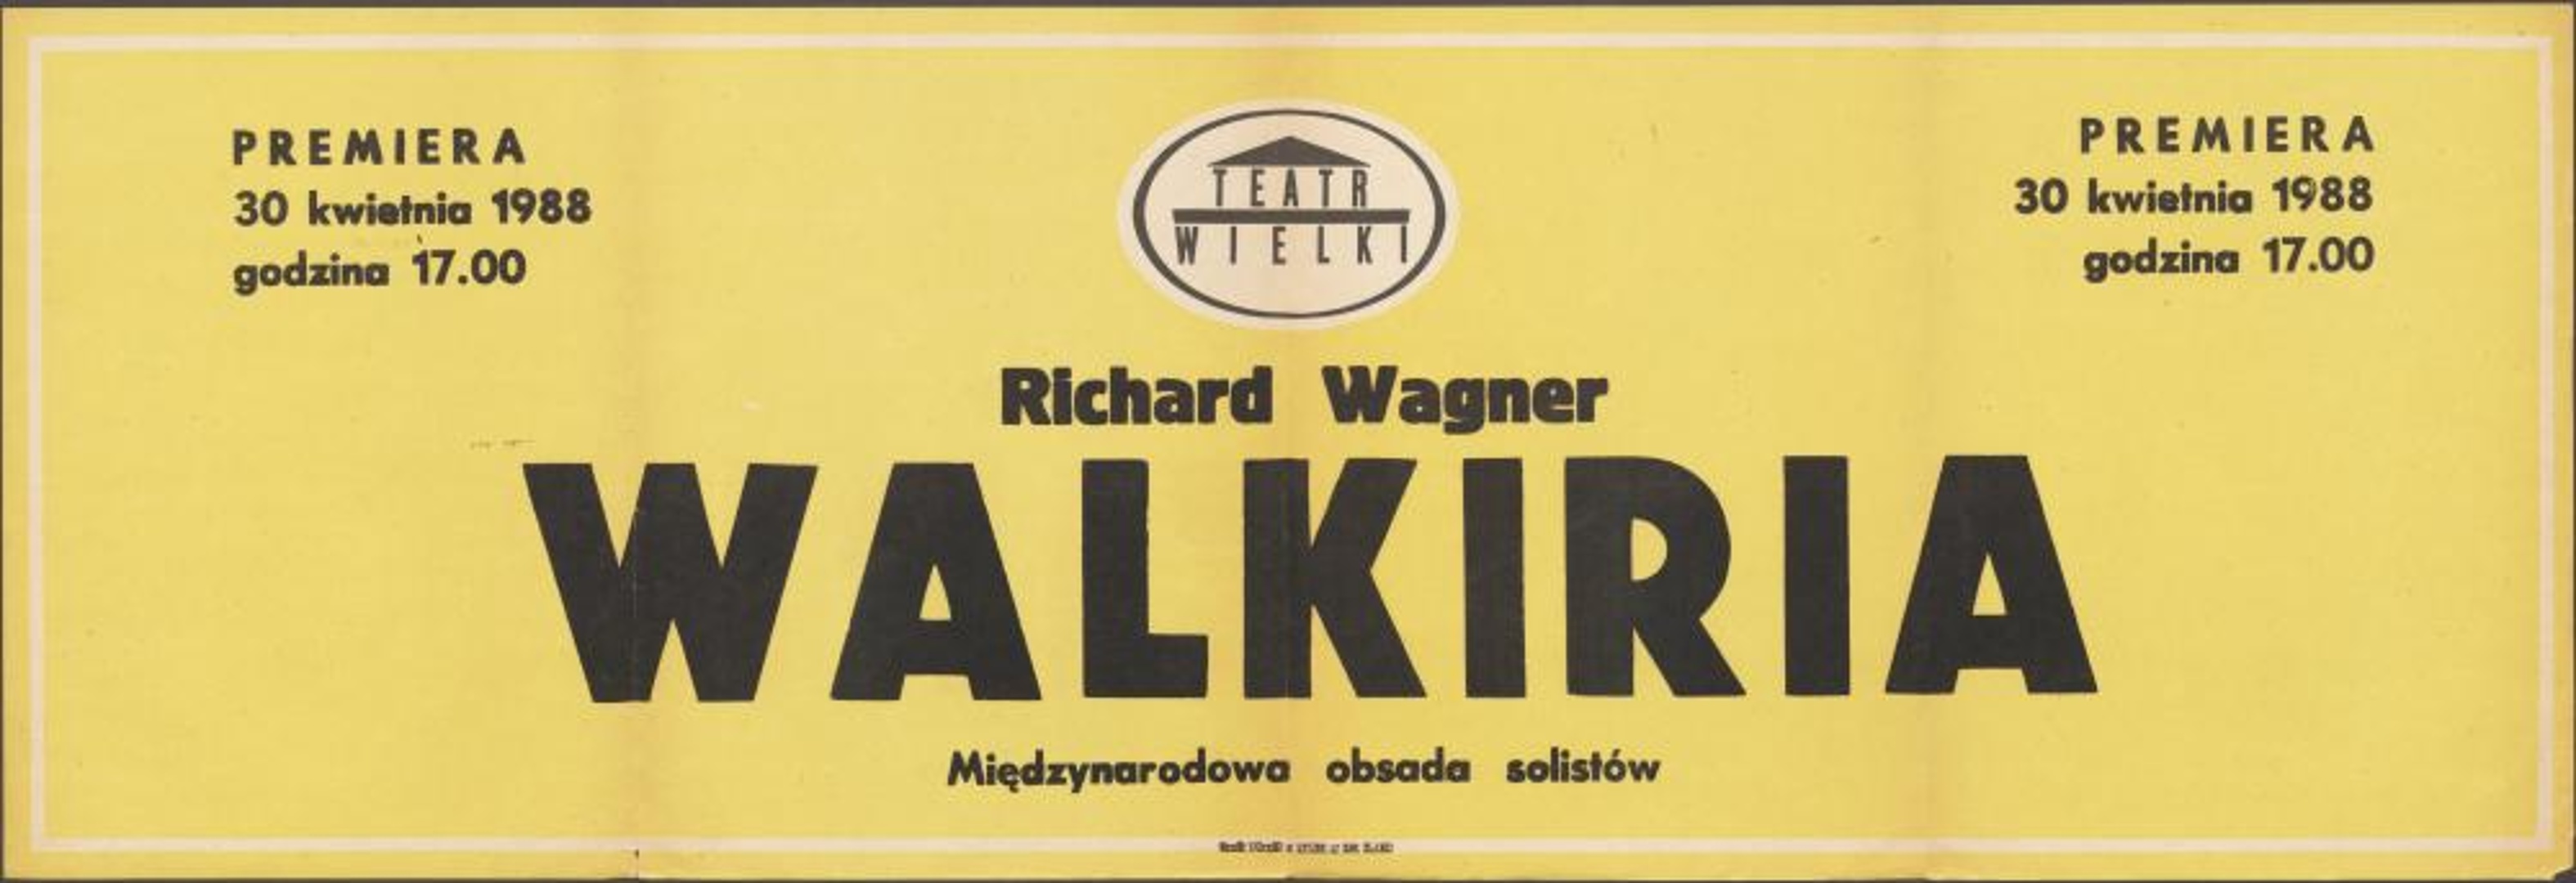 PREMIERA
30 kwietnia 1988
godzina 17.00
TEATR
WIELKI
PREMIERA
30 kwietnia 1988
godzina 17.00
Richard Wagner
WALKIRIA
Międzynarodowa obsada solistów